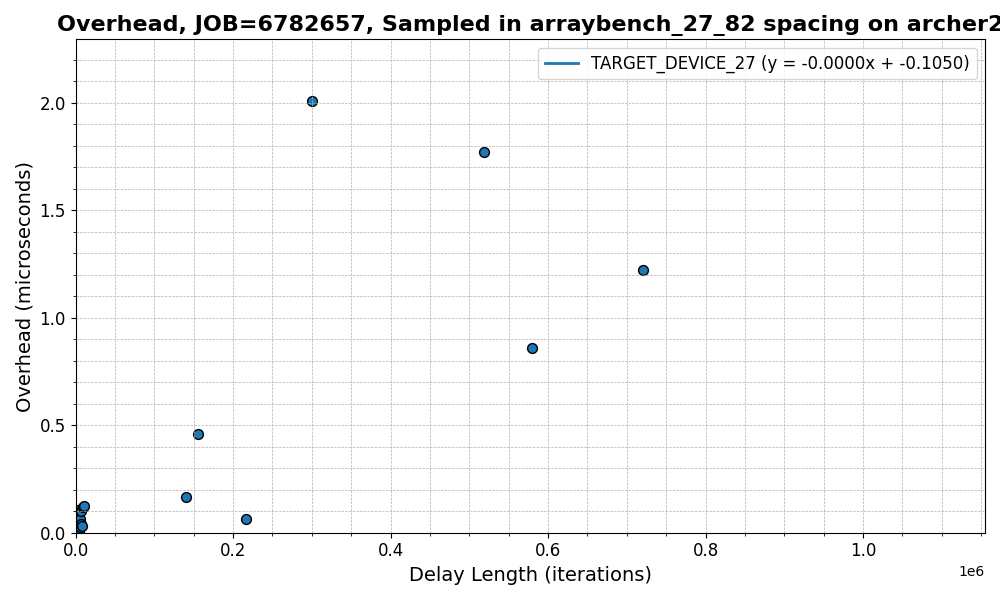 Overhead, JOB=6782657, Sampled in arraybench_27_82 spacing on archer2
TARGET_DEVICE_27 (y = -0.0000x + -0.1050)
Overhead (microseconds)
2.0
1.5
1.0
0.5
0.0
0.0 0.2 0.4 0.6 0.8 1.0
1e6
Delay Length (iterations)